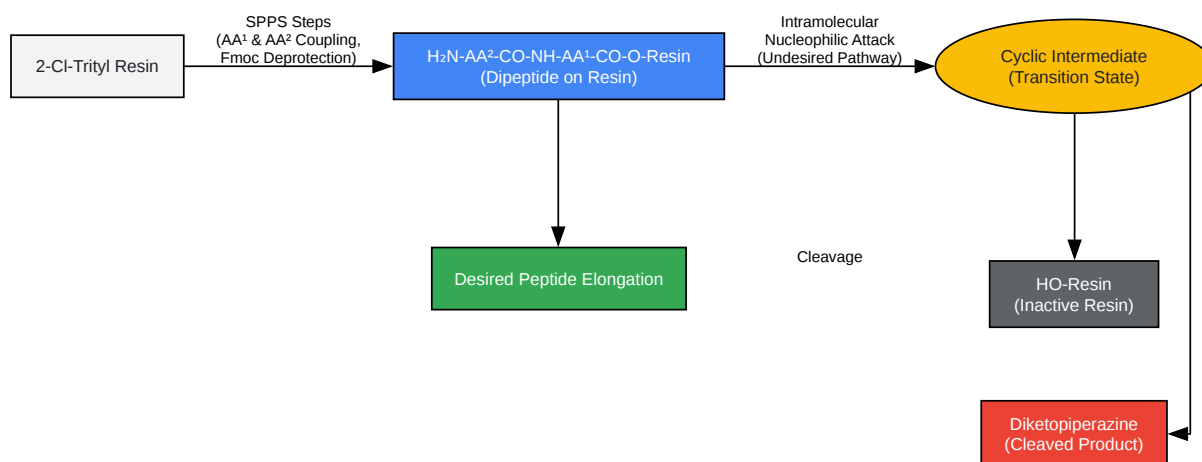 2-Cl-Trityl Resin
SPPS Steps
(AA¹ & AA² Coupling,
Fmoc Deprotection)
H₂N-AA²-CO-NH-AA¹-CO-O-Resin
(Dipeptide on Resin)
Intramolecular
Nucleophilic Attack
(Undesired Pathway)
Cyclic Intermediate
(Transition State)
Desired Peptide Elongation
Cleavage
HO-Resin
(Inactive Resin)
Diketopiperazine
(Cleaved Product)